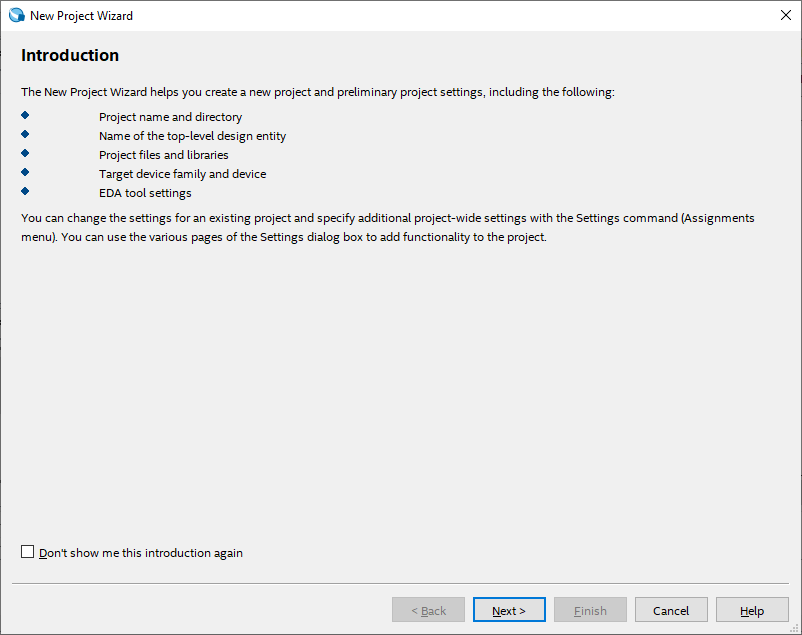 New Project Wizard
Introduction
The New Project Wizard helps you create a new project and preliminary project settings, including the following:
Project name and directory
Name of the top-level design entity
Project files and libraries
Target device family and device
EDA tool settings
You can change the settings for an existing project and specify additional project-wide settings with the Settings command (Assignments
menu). You can use the various pages of the Settings dialog box to add functionality to the project.
Don't show me this introduction again
< Back Next > Finish Cancel Help